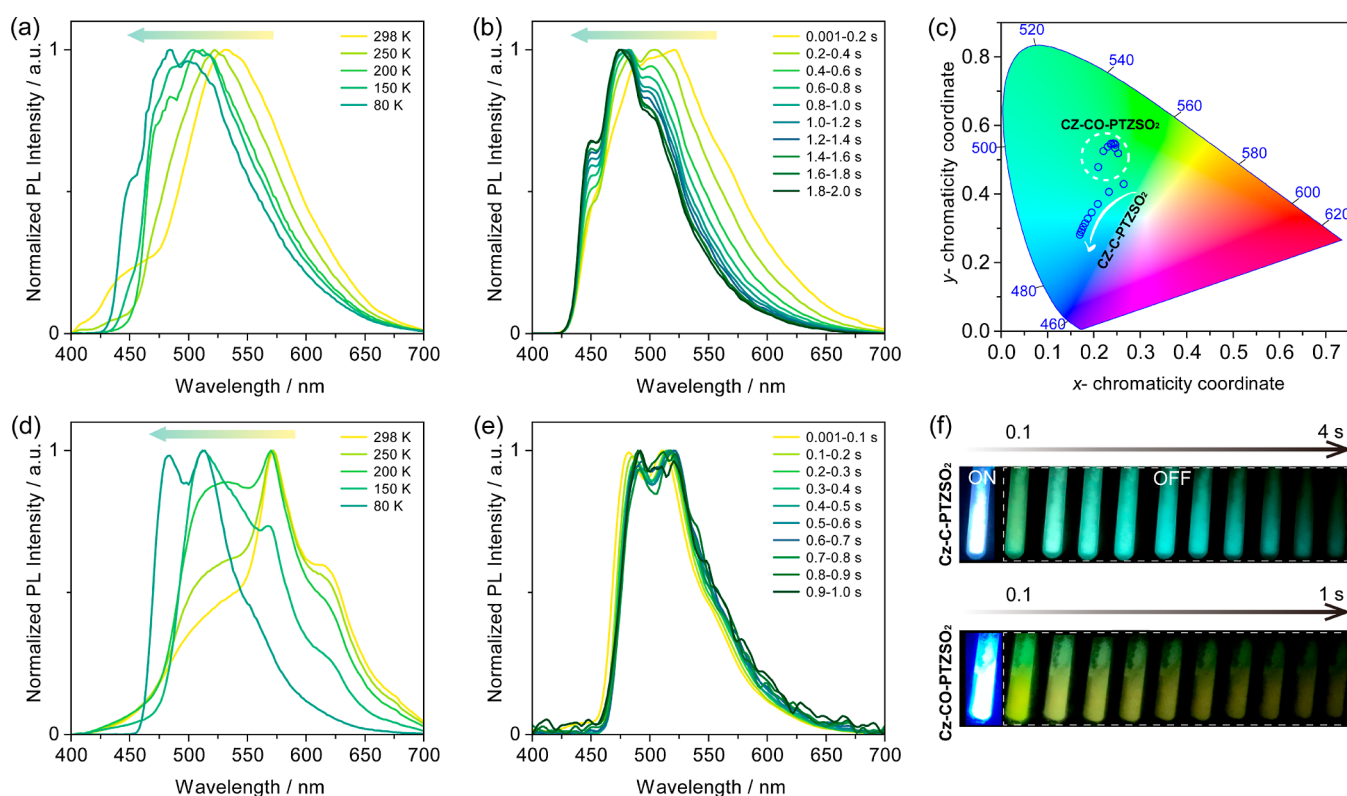 (a)
298 K
250 K
200 K
150 K
80 K
Normalized PL Intensity / a.u.
1
0
400 450 500 550 600 650 700
Wavelength / nm
(b)
0.001-0.2 s
0.2-0.4 s
0.4-0.6 s
0.6-0.8 s
0.8-1.0 s
1.0-1.2 s
1.2-1.4 s
1.4-1.6 s
1.6-1.8 s
1.8-2.0 s
Normalized PL Intensity / a.u.
1
0
400 450 500 550 600 650 700
Wavelength / nm
(c)
520
540
560
580
600
620
500
480
460
CZ-CO-PTZSO₂
CZ-C-PTZSO₂
y- chromaticity coordinate
0.8
0.6
0.4
0.2
0.0
0.0 0.1 0.2 0.3 0.4 0.5 0.6 0.7
x- chromaticity coordinate
(d)
298 K
250 K
200 K
150 K
80 K
Normalized PL Intensity / a.u.
1
0
400 450 500 550 600 650 700
Wavelength / nm
(e)
0.001-0.1 s
0.1-0.2 s
0.2-0.3 s
0.3-0.4 s
0.4-0.5 s
0.5-0.6 s
0.6-0.7 s
0.7-0.8 s
0.8-0.9 s
0.9-1.0 s
Normalized PL Intensity / a.u.
1
0
400 450 500 550 600 650 700
Wavelength / nm
(f)
0.1 4 s
Cz-C-PTZSO₂
ON OFF
0.1 1 s
Cz-CO-PTZSO₂